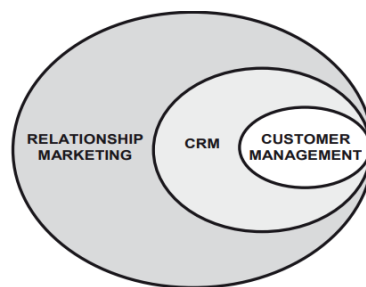 RELATIONSHIP
MARKETING
CRM
CUSTOMER
MANAGEMENT